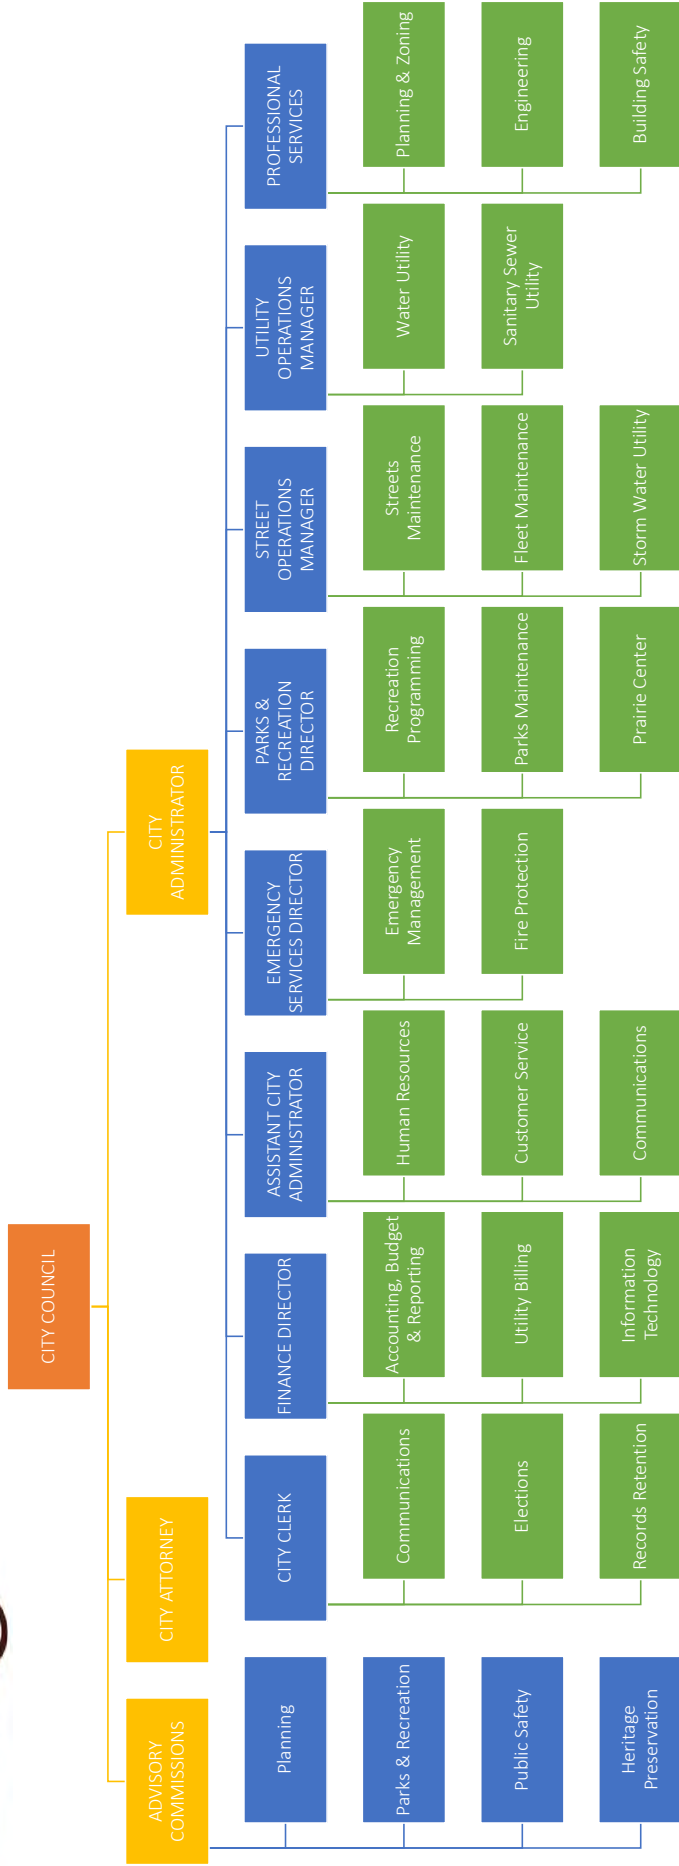 CITY COUNCIL
ADVISORY
COMMISSIONS
CITY ATTORNEY
CITY
ADMINISTRATOR
Planning
Parks & Recreation
Public Safety
Heritage
Preservation
CITY CLERK
Communications
Elections
Records Retention
FINANCE DIRECTOR
Accounting, Budget
& Reporting
Utility Billing
Information
Technology
ASSISTANT CITY
ADMINISTRATOR
Human Resources
Customer Service
Communications
EMERGENCY
SERVICES DIRECTOR
Emergency
Management
Fire Protection
PARKS &
RECREATION
DIRECTOR
Recreation
Programming
Parks Maintenance
Prairie Center
STREET
OPERATIONS
MANAGER
Streets
Maintenance
Fleet Maintenance
Storm Water Utility
UTILITY
OPERATIONS
MANAGER
Water Utility
Sanitary Sewer
Utility
PROFESSIONAL
SERVICES
Planning & Zoning
Engineering
Building Safety